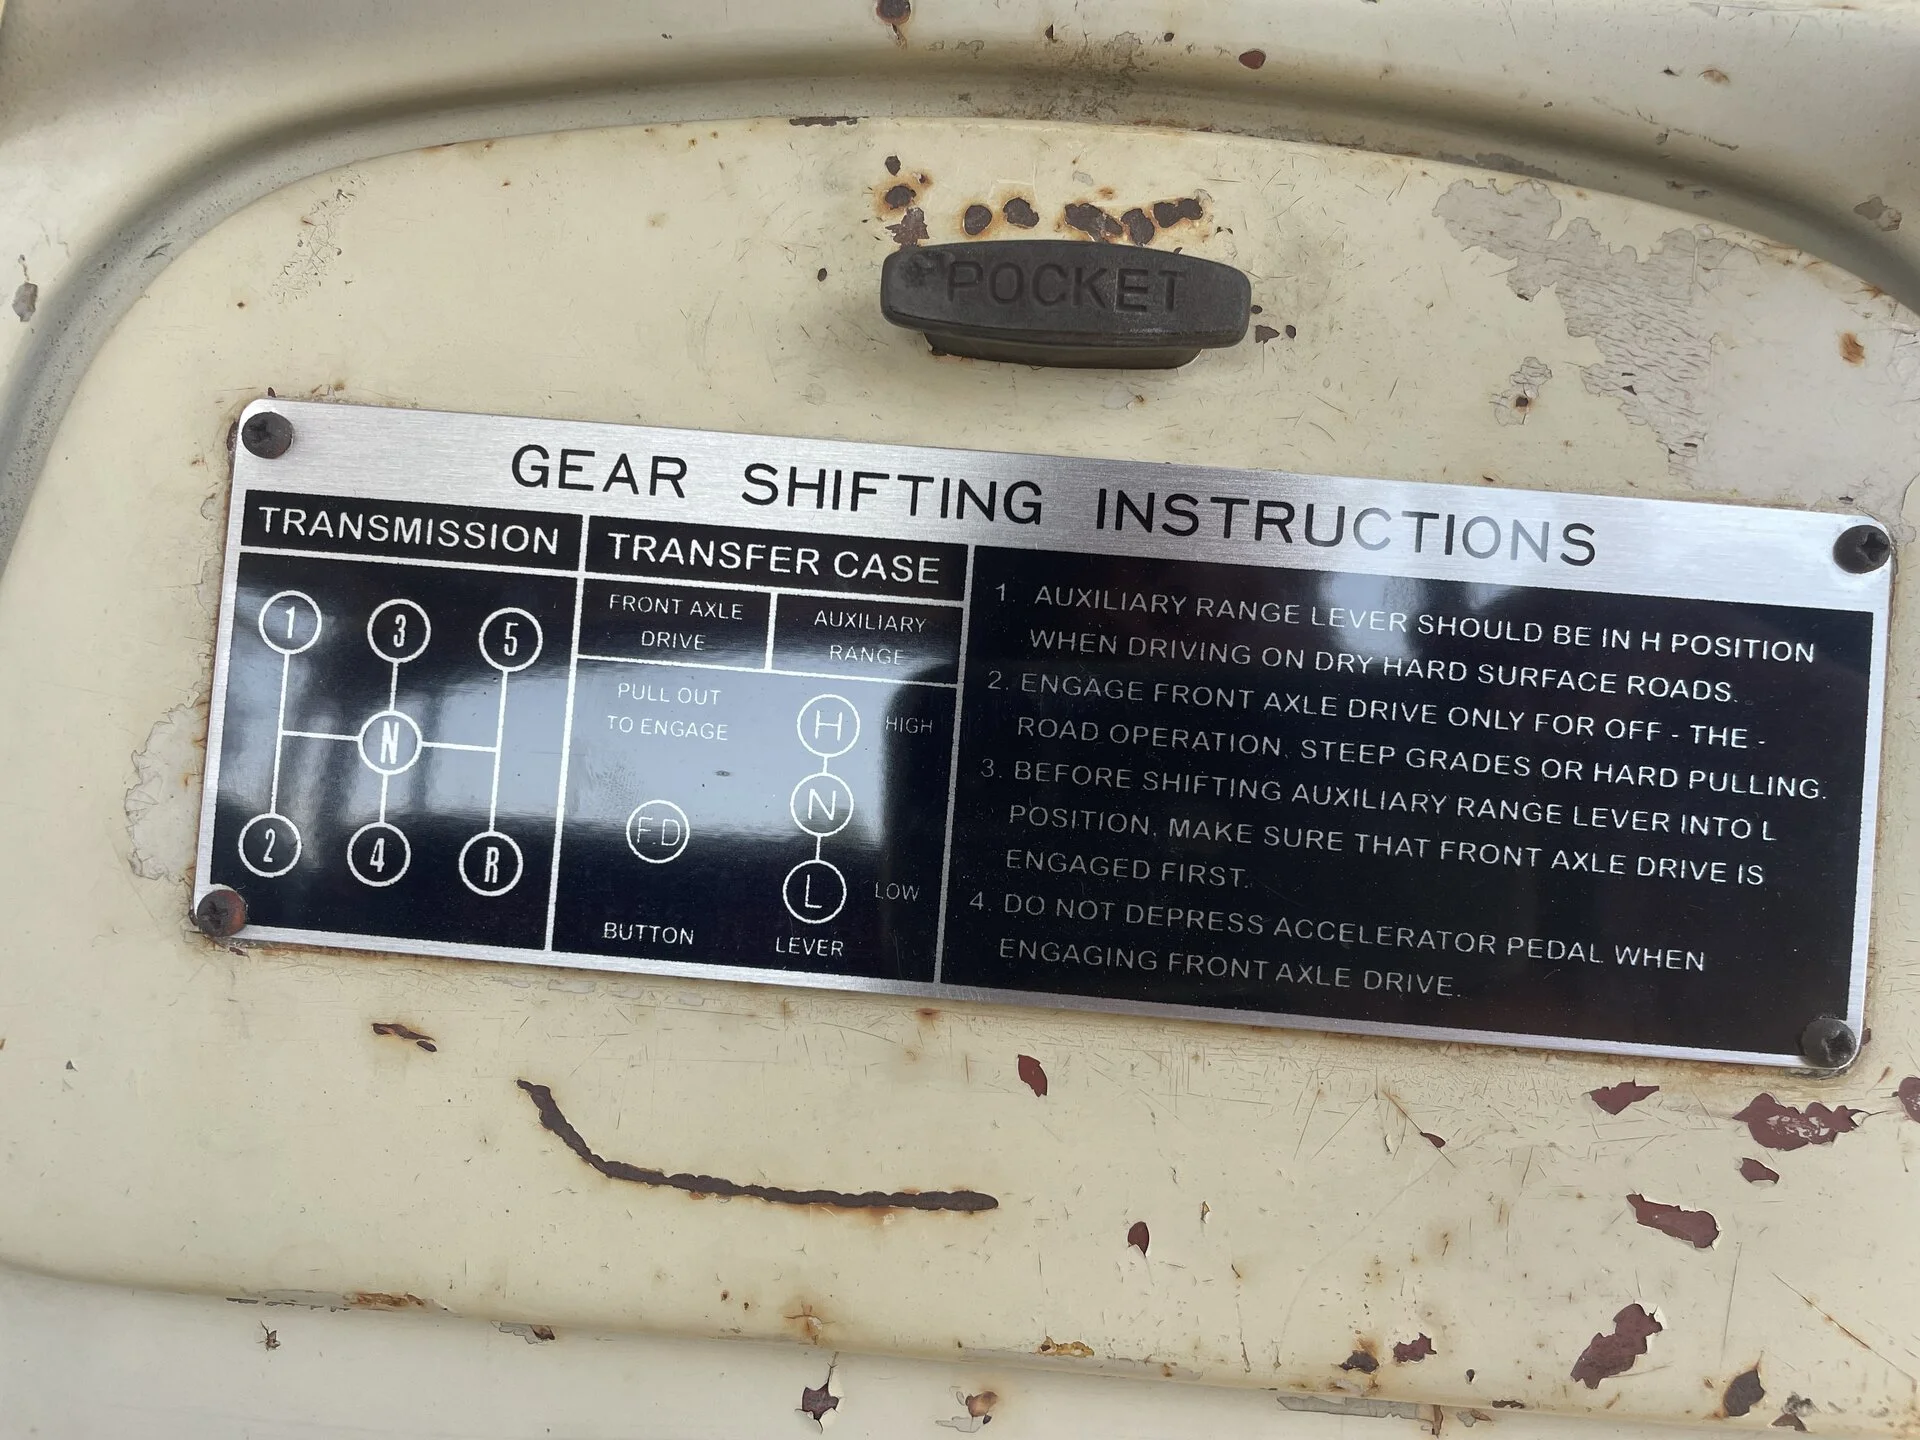 POCKET
GEAR SHIFTING INSTRUCTIONS
TRANSMISSION
1 3 5
N
2 4 R
TRANSFER CASE
FRONT AXLE
DRIVE
PULL OUT
TO ENGAGE
F.D
BUTTON
AUXILIARY
RANGE
H HIGH
N
L LOW
LEVER
1. AUXILIARY RANGE LEVER SHOULD BE IN H POSITION
WHEN DRIVING ON DRY HARD SURFACE ROADS.
2. ENGAGE FRONT AXLE DRIVE ONLY FOR OFF - THE -
ROAD OPERATION, STEEP GRADES OR HARD PULLING.
3. BEFORE SHIFTING AUXILIARY RANGE LEVER INTO L
POSITION, MAKE SURE THAT FRONT AXLE DRIVE IS
ENGAGED FIRST.
4. DO NOT DEPRESS ACCELERATOR PEDAL WHEN
ENGAGING FRONT AXLE DRIVE.